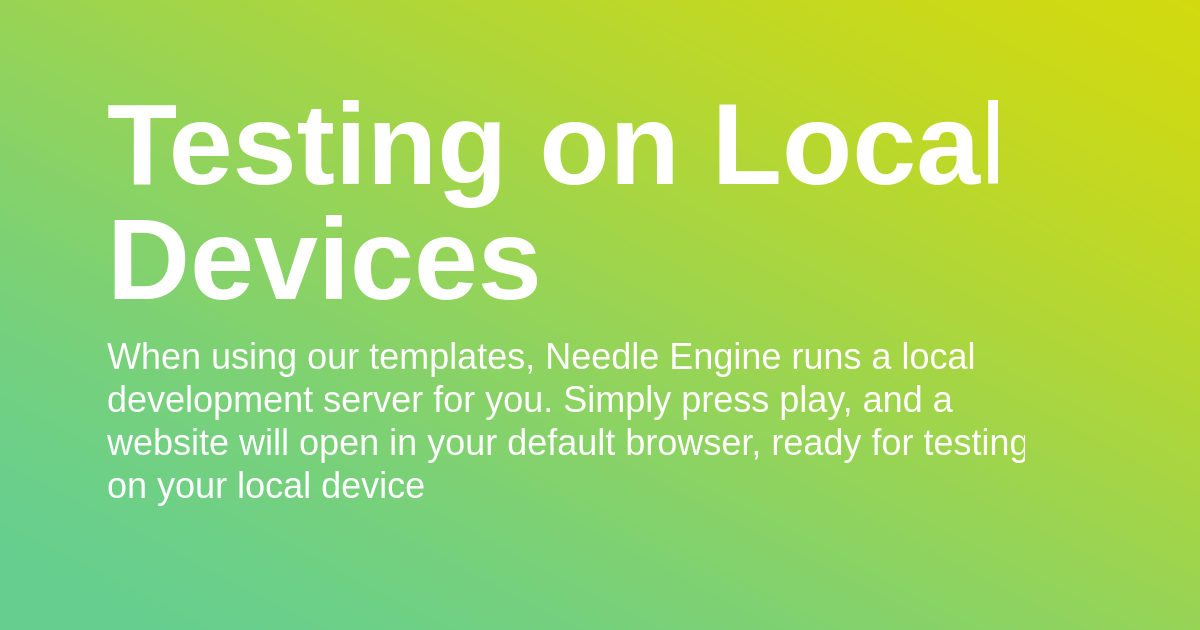 Testing on Local
Devices
When using our templates, Needle Engine runs a local
development server for you. Simply press play, and a
website will open in your default browser, ready for testing
on your local device